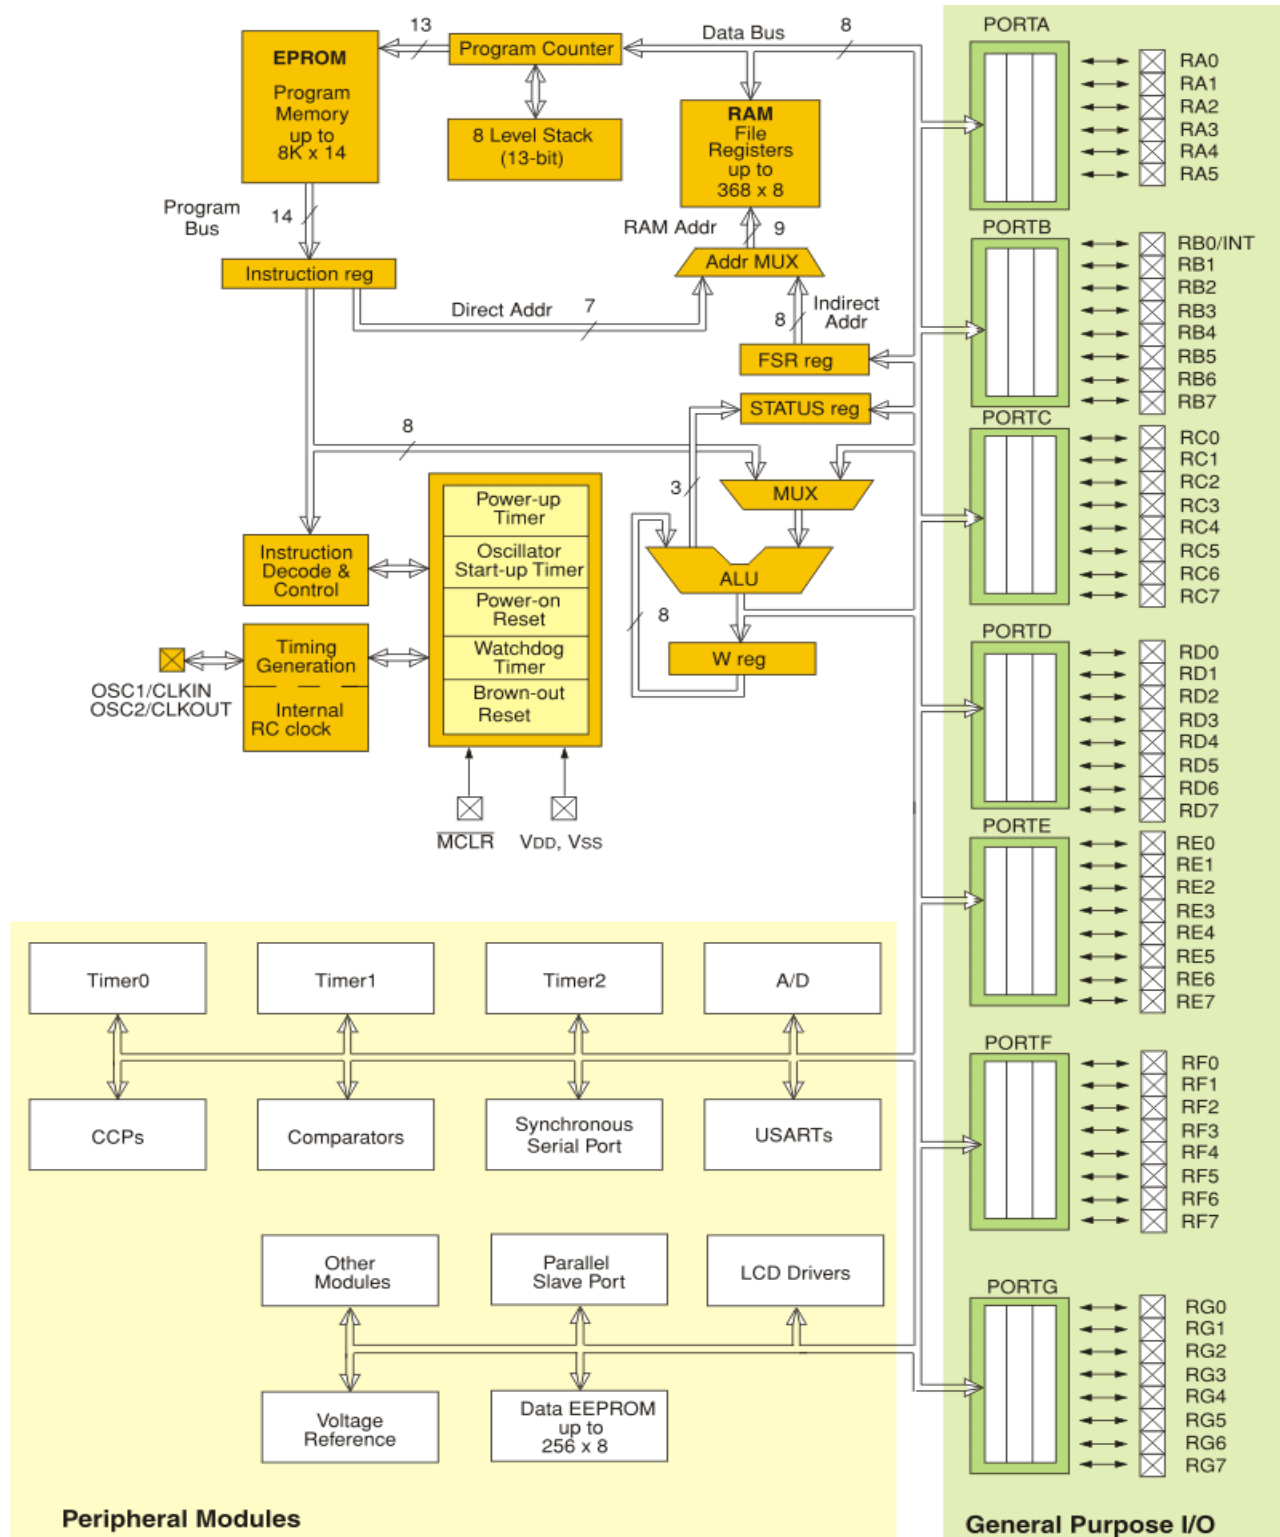 13
Data Bus
8
PORTA
EPROM
Program
Memory
up to
8K x 14
Program Counter
8 Level Stack
(13-bit)
RAM
File
Registers
up to
368 x 8
RA0
RA1
RA2
RA3
RA4
RA5
Program
Bus
14
RAM Addr
9
PORTB
Instruction reg
Addr MUX
Direct Addr
7
8
Indirect
Addr
FSR reg
STATUS reg
RB0/INT
RB1
RB2
RB3
RB4
RB5
RB6
RB7
PORTC
8
3
MUX
ALU
8
W reg
RC0
RC1
RC2
RC3
RC4
RC5
RC6
RC7
Power-up
Timer
Oscillator
Start-up Timer
Power-on
Reset
Watchdog
Timer
Brown-out
Reset
Instruction
Decode &
Control
Timing
Generation
Internal
RC clock
OSC1/CLKIN
OSC2/CLKOUT
MCLR
VDD, VSS
PORTD
RD0
RD1
RD2
RD3
RD4
RD5
RD6
RD7
PORTE
RE0
RE1
RE2
RE3
RE4
RE5
RE6
RE7
Timer0
Timer1
Timer2
A/D
CCPs
Comparators
Synchronous
Serial Port
USARTs
PORTF
RF0
RF1
RF2
RF3
RF4
RF5
RF6
RF7
Other
Modules
Parallel
Slave Port
LCD Drivers
Voltage
Reference
Data EEPROM
up to
256 x 8
PORTG
RG0
RG1
RG2
RG3
RG4
RG5
RG6
RG7
Peripheral Modules
General Purpose I/O